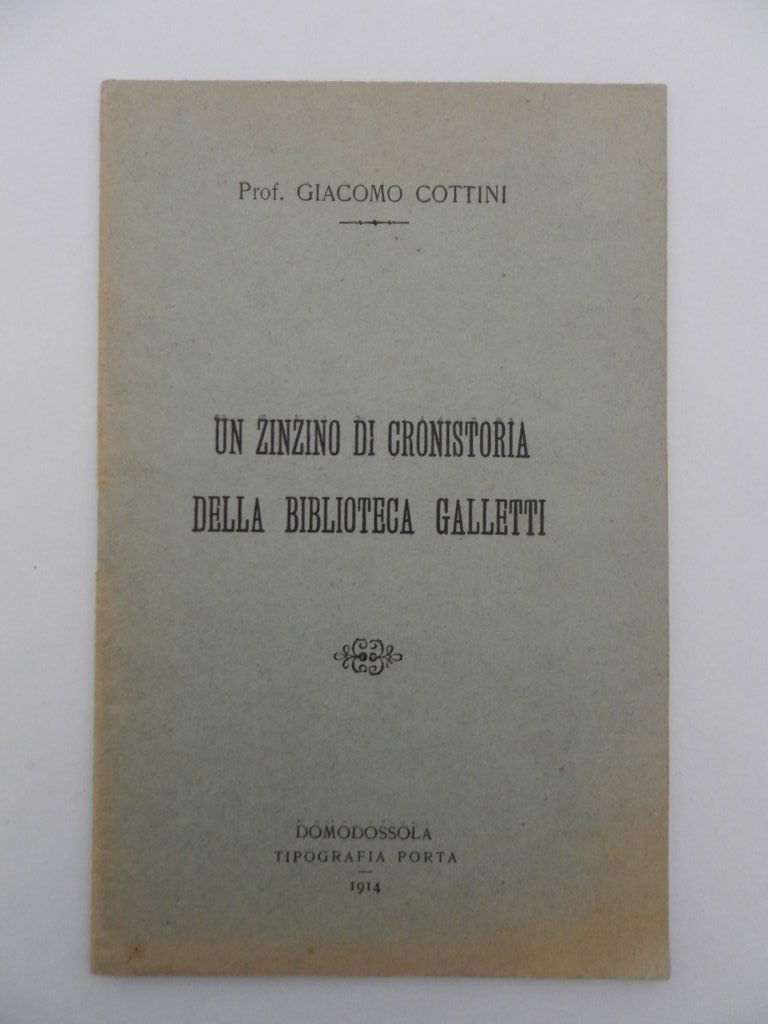 Prof. GIACOMO COTTINI
UN ZINZINO DI CRONISTORIA
DELLA BIBLIOTECA GALLETTI
DOMODOSSOLA
TIPOGRAFIA PORTA
1914